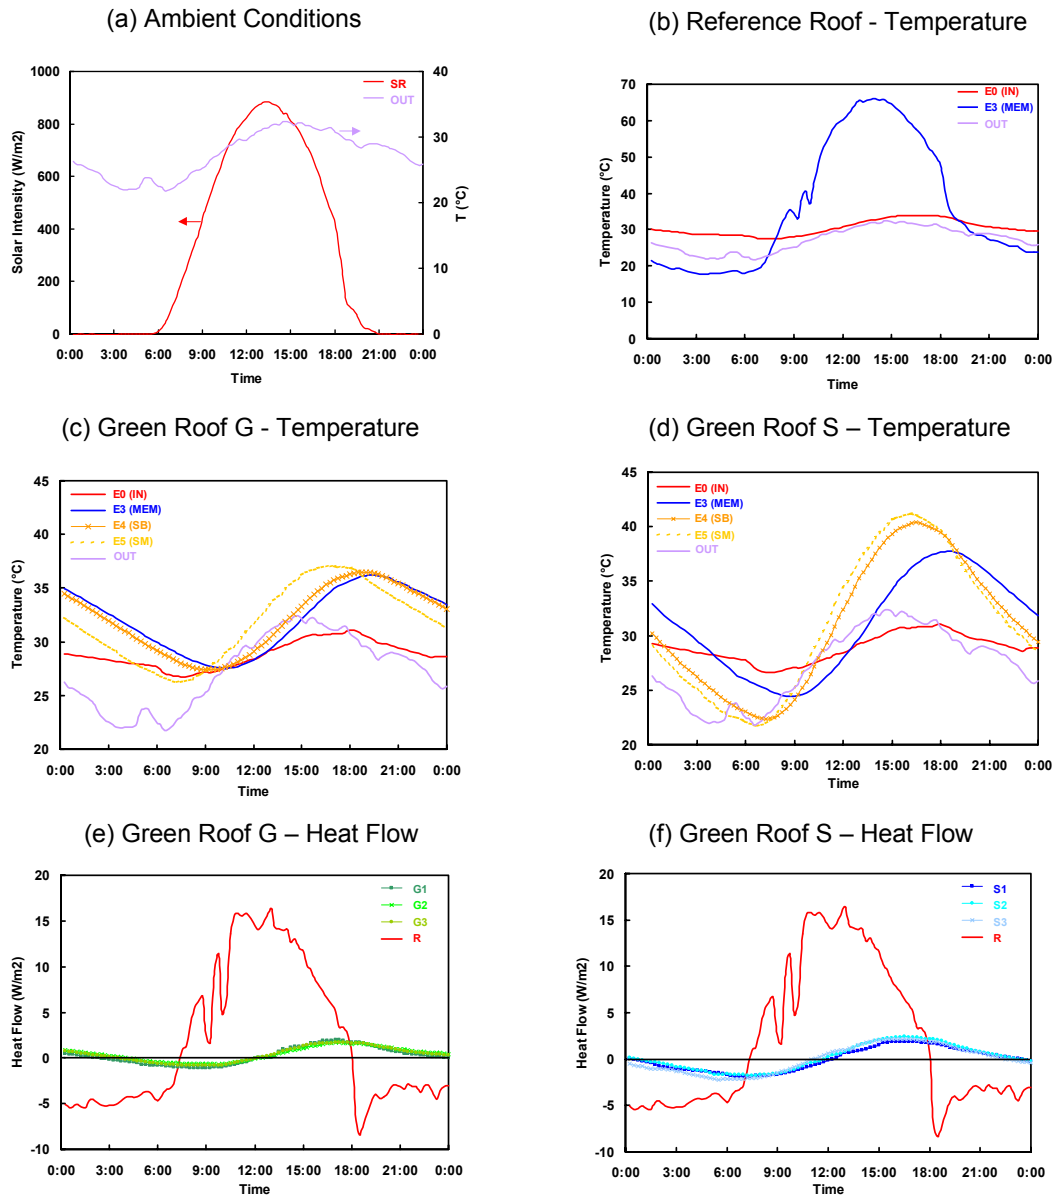 (a) Ambient Conditions
1000
800
600
400
200
0
Solar Intensity (W/m2)
40
30
20
10
0
T (°C)
SR
OUT
0:00 3:00 6:00 9:00 12:00 15:00 18:00 21:00 0:00
Time
(b) Reference Roof - Temperature
70
60
50
40
30
20
10
0
Temperature (°C)
E0 (IN)
E3 (MEM)
OUT
0:00 3:00 6:00 9:00 12:00 15:00 18:00 21:00 0:00
Time
(c) Green Roof G - Temperature
45
40
35
30
25
20
Temperature (°C)
E0 (IN)
E3 (MEM)
E4 (SB)
E5 (SM)
OUT
0:00 3:00 6:00 9:00 12:00 15:00 18:00 21:00 0:00
Time
(d) Green Roof S – Temperature
45
40
35
30
25
20
Temperature (°C)
E0 (IN)
E3 (MEM)
E4 (SB)
E5 (SM)
OUT
0:00 3:00 6:00 9:00 12:00 15:00 18:00 21:00 0:00
Time
(e) Green Roof G – Heat Flow
20
15
10
5
0
-5
-10
Heat Flow (W/m2)
G1
G2
G3
R
0:00 3:00 6:00 9:00 12:00 15:00 18:00 21:00 0:00
Time
(f) Green Roof S – Heat Flow
20
15
10
5
0
-5
-10
Heat Flow (W/m2)
S1
S2
S3
R
0:00 3:00 6:00 9:00 12:00 15:00 18:00 21:00 0:00
Time